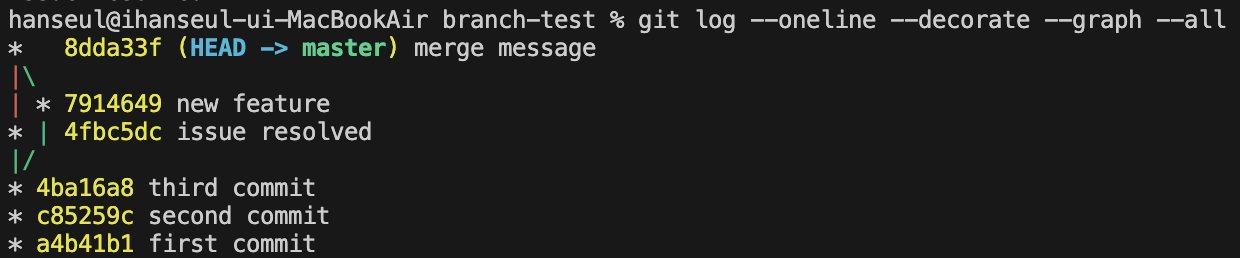 hanseul@ihanseul-ui-MacBookAir branch-test % git log --oneline --decorate --graph --all
*   8dda33f (HEAD -> master) merge message
|\
| * 7914649 new feature
* | 4fbc5dc issue resolved
|/
* 4ba16a8 third commit
* c85259c second commit
* a4b41b1 first commit